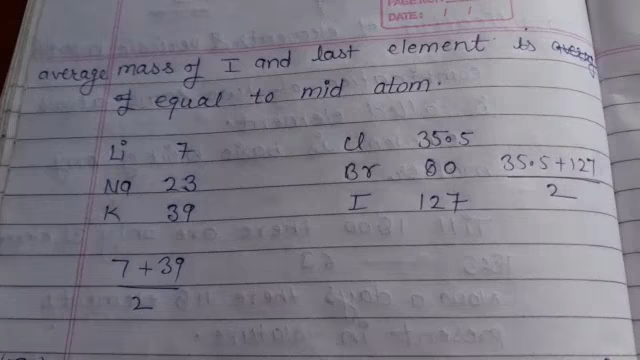 DATE: / /
average mass of I and last element is
of equal to mid atom.
Li 7
Na 23
K 39
7 + 39
2
Cl 35.5
Br 80
I 127
35.5 + 127
2